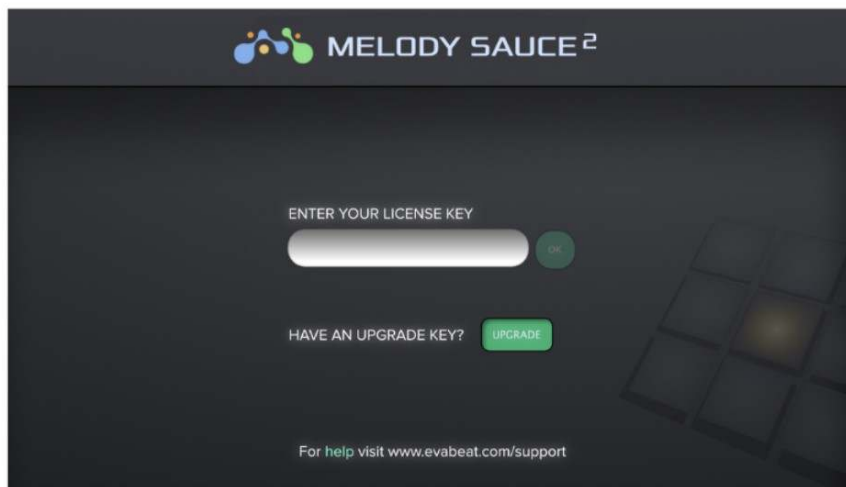 MELODY SAUCE²
ENTER YOUR LICENSE KEY
OK
HAVE AN UPGRADE KEY? UPGRADE
For help visit www.evabeat.com/support